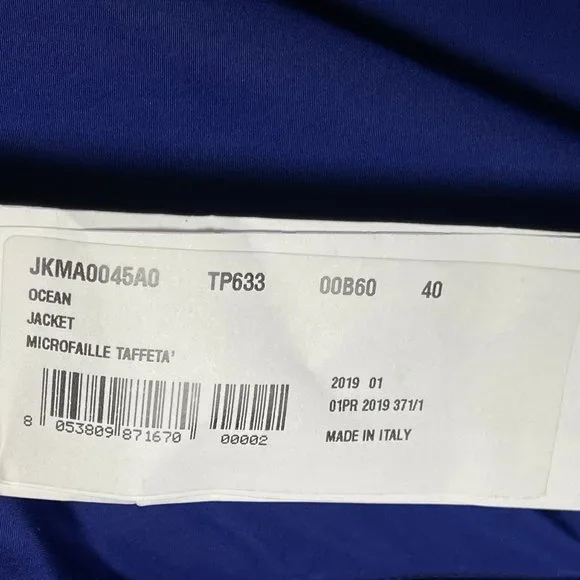 JKMA0045A0 TP633 00B60 40
OCEAN
JACKET
MICROFAILLE TAFFETA'
2019 01
01PR 2019 371/1
MADE IN ITALY
8 053809 871670 00002